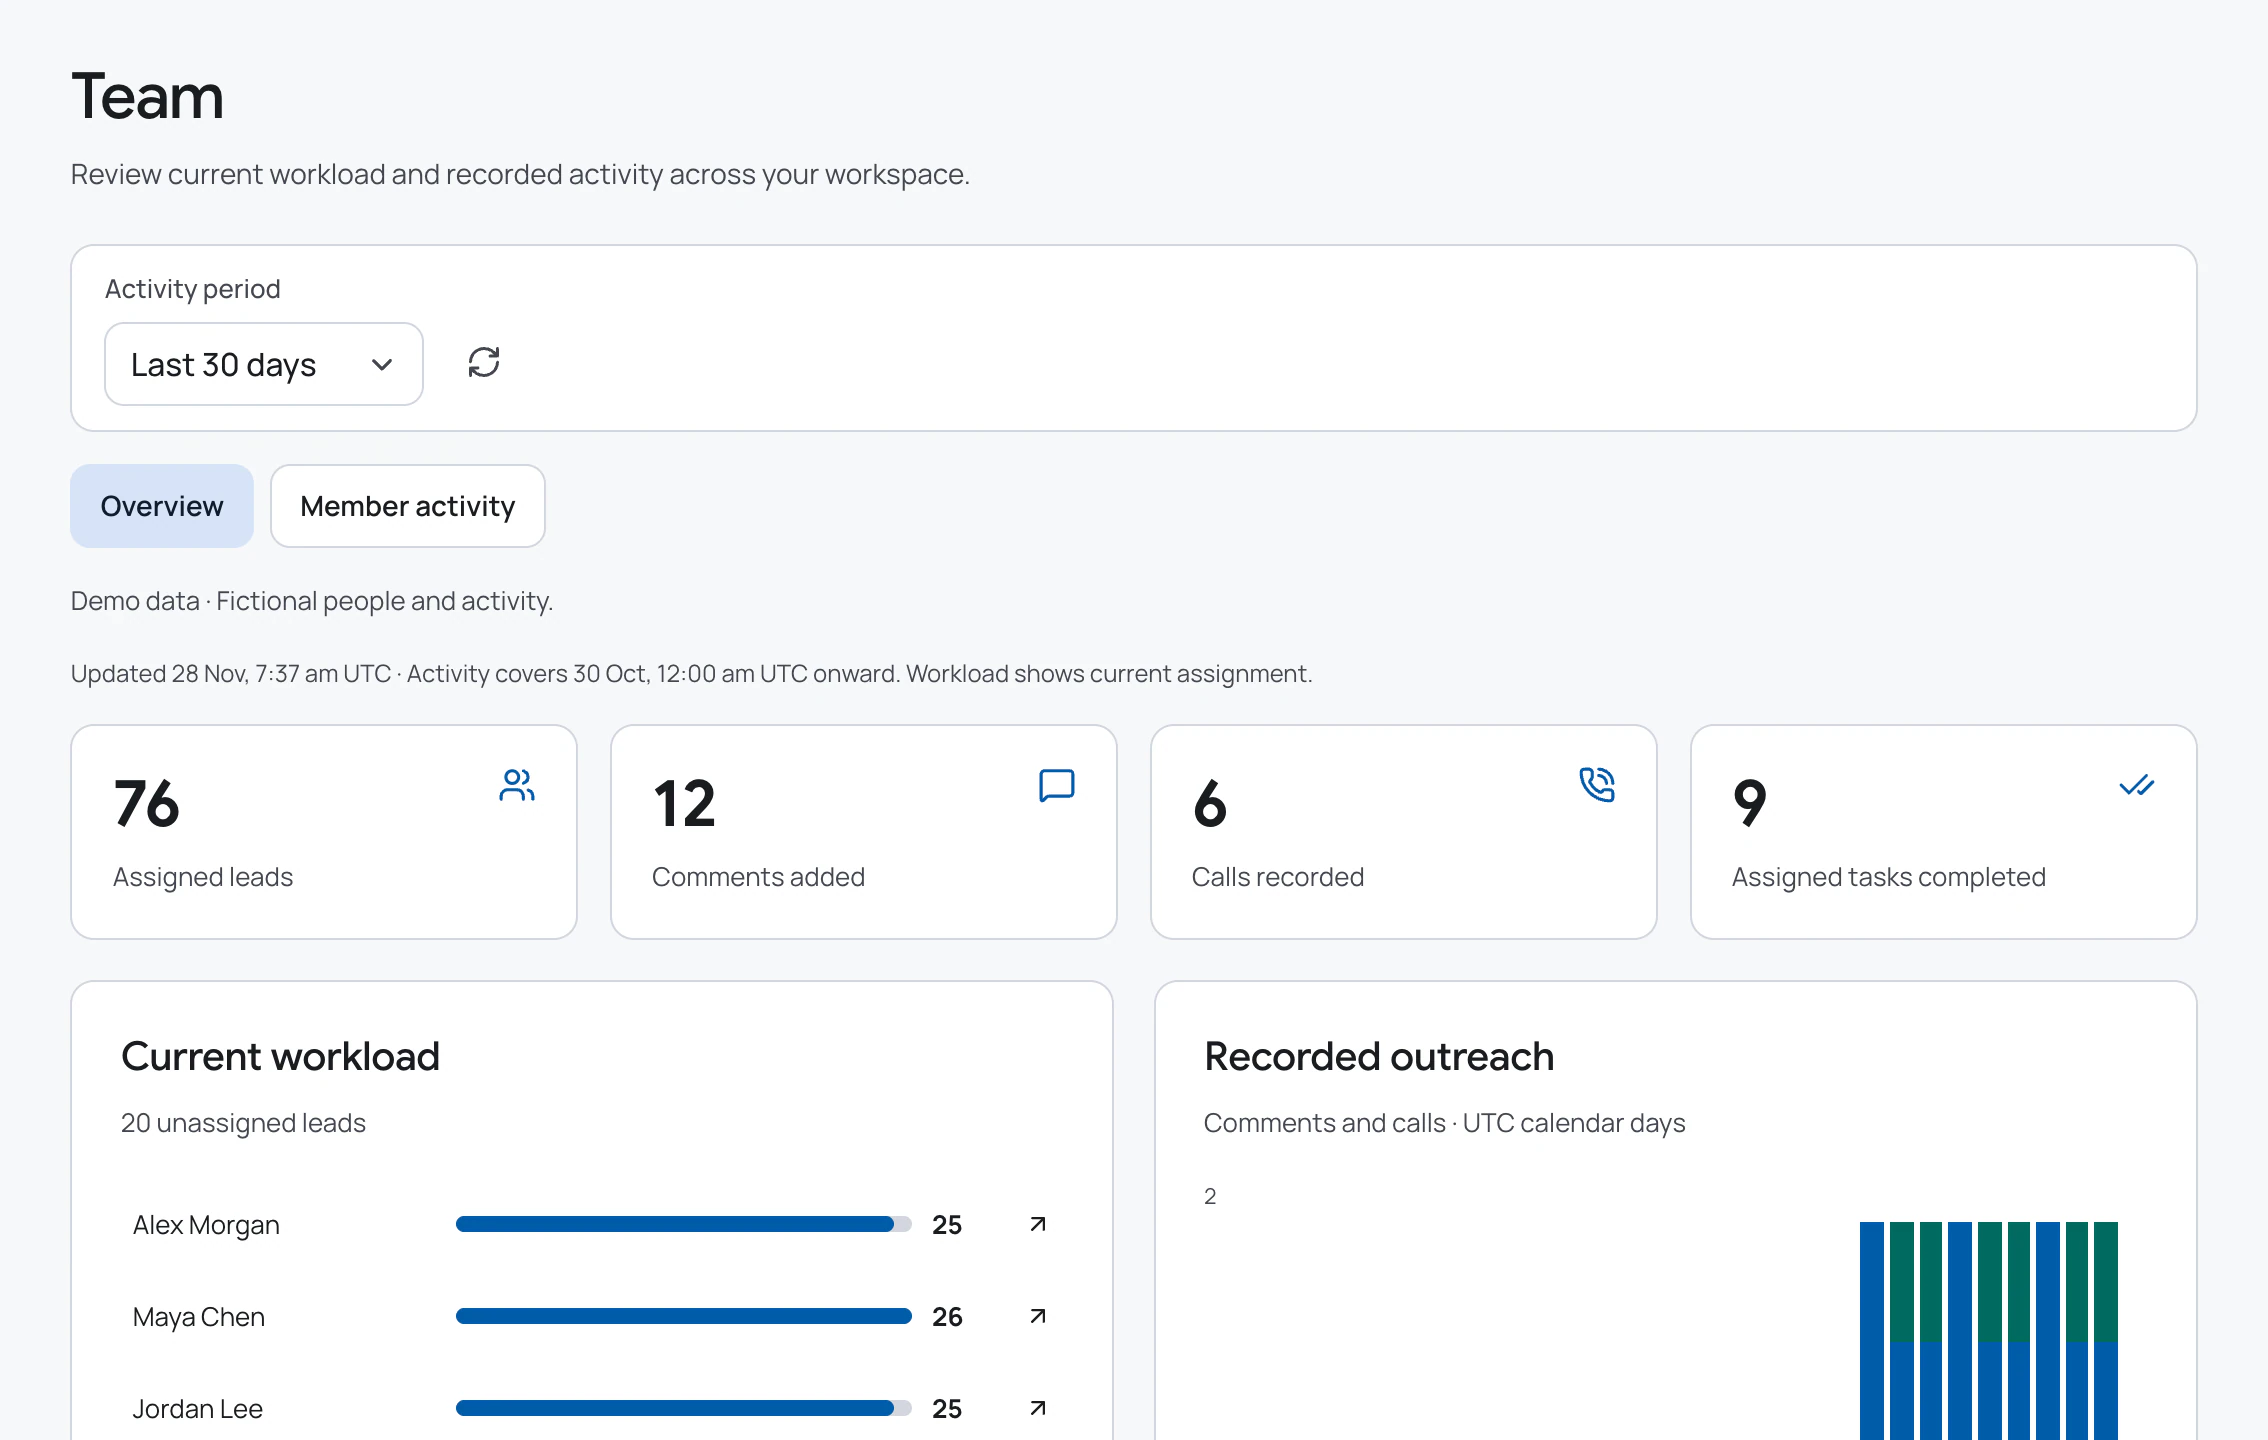 Team
Review current workload and recorded activity across your workspace.
Activity period
Last 30 days
Overview
Member activity
Demo data · Fictional people and activity.
Updated 28 Nov, 7:37 am UTC · Activity covers 30 Oct, 12:00 am UTC onward. Workload shows current assignment.
76
Assigned leads
12
Comments added
6
Calls recorded
9
Assigned tasks completed
Current workload
20 unassigned leads
Alex Morgan 25
Maya Chen 26
Jordan Lee 25
Recorded outreach
Comments and calls · UTC calendar days
2